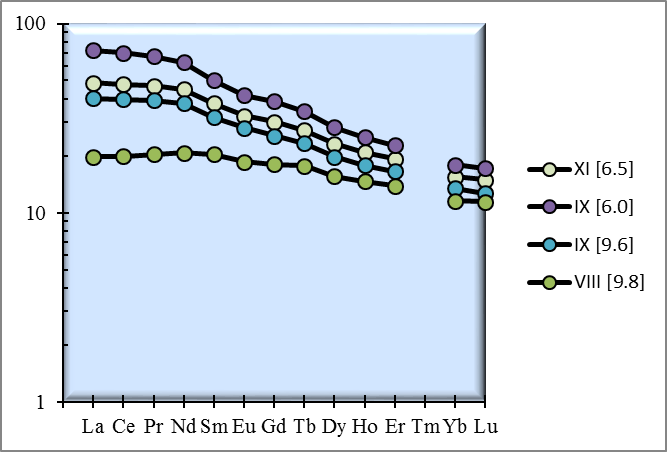 100
10
1
La Ce Pr Nd Sm Eu Gd Tb Dy Ho Er Tm Yb Lu
XI [6.5]
IX [6.0]
IX [9.6]
VIII [9.8]